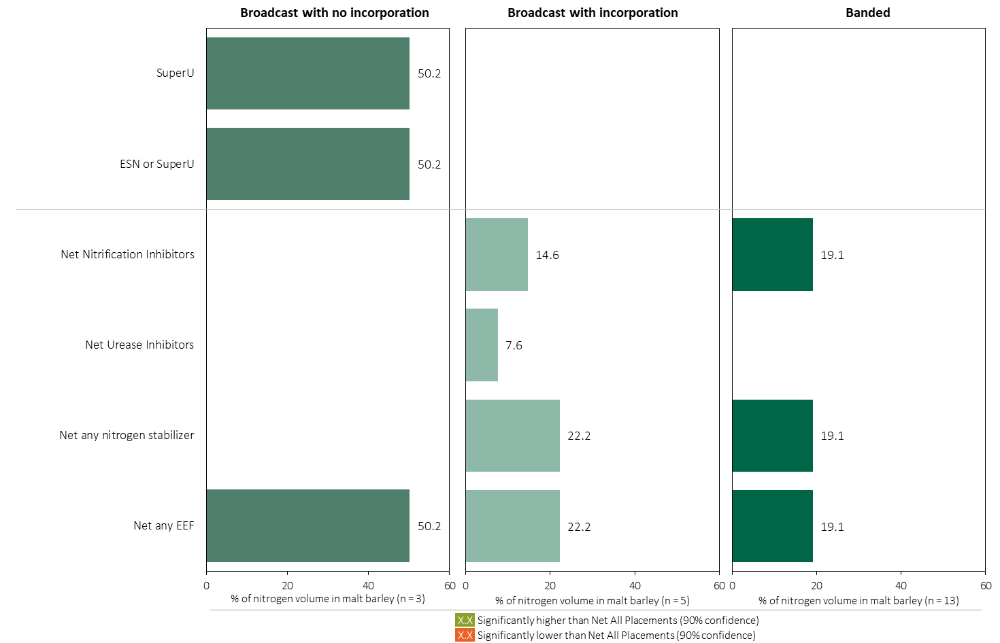 Broadcast with no incorporation
Broadcast with incorporation
Banded
SuperU
50.2
ESN or SuperU
50.2
Net Nitrification Inhibitors
14.6
19.1
Net Urease Inhibitors
7.6
Net any nitrogen stabilizer
22.2
19.1
Net any EEF
50.2
22.2
19.1
0 20 40 60
0 20 40 60
0 20 40 60
% of nitrogen volume in malt barley (n = 3)
% of nitrogen volume in malt barley (n = 5)
% of nitrogen volume in malt barley (n = 13)
X.X Significantly higher than Net All Placements (90% confidence)
X.X Significantly lower than Net All Placements (90% confidence)